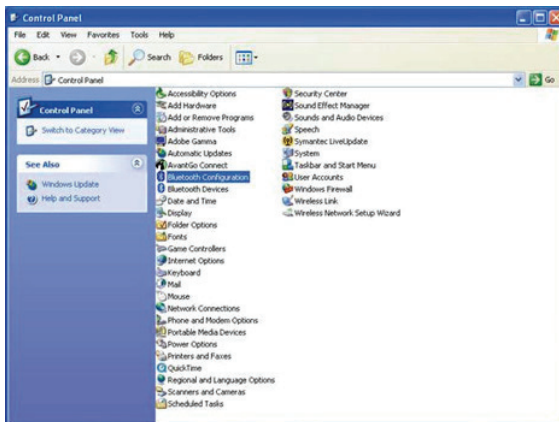 Control Panel
File Edit View Favorites Tools Help
Back Search Folders
Address Control Panel Go
Control Panel
Switch to Category View
See Also
Windows Update
Help and Support
Accessibility Options
Add Hardware
Add or Remove Programs
Administrative Tools
Adobe Gamma
Automatic Updates
AvantGo Connect
Bluetooth Configuration
Bluetooth Devices
Date and Time
Display
Folder Options
Fonts
Game Controllers
Internet Options
Keyboard
Mail
Mouse
Network Connections
Phone and Modem Options
Portable Media Devices
Power Options
Printers and Faxes
QuickTime
Regional and Language Options
Scanners and Cameras
Scheduled Tasks
Security Center
Sound Effect Manager
Sounds and Audio Devices
Speech
Symantec LiveUpdate
System
Taskbar and Start Menu
User Accounts
Windows Firewall
Wireless Link
Wireless Network Setup Wizard